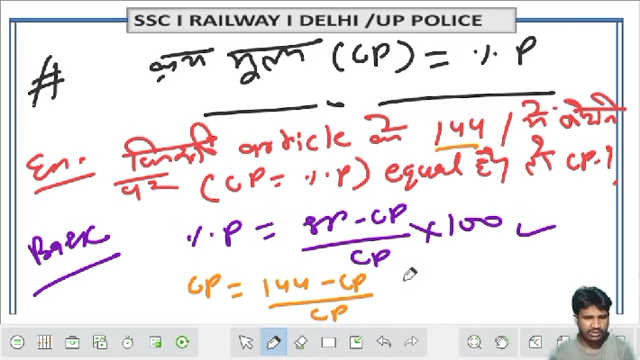 SSC I RAILWAY I DELHI /UP POLICE
# क्रय मूल्य (CP) = % P
Ex:- किसी article को 144/- में बेचने
पर (CP = % P) equal है, तो CP = ?
Basic % P = SP - CP / CP × 100 ✓
CP = 144 - CP / CP